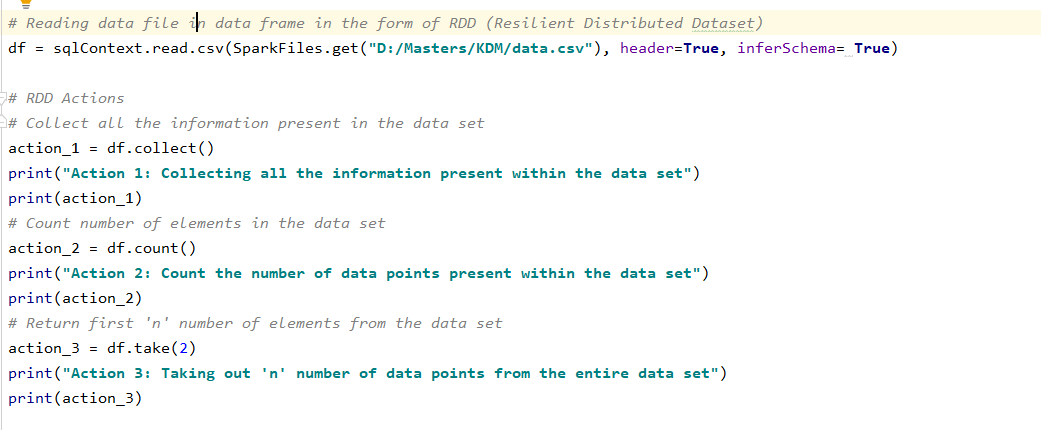 # Reading data file in data frame in the form of RDD (Resilient Distributed Dataset)
df = sqlContext.read.csv(SparkFiles.get("D:/Masters/KDM/data.csv"), header=True, inferSchema= True)
# RDD Actions
# Collect all the information present in the data set
action_1 = df.collect()
print("Action 1: Collecting all the information present within the data set")
print(action_1)
# Count number of elements in the data set
action_2 = df.count()
print("Action 2: Count the number of data points present within the data set")
print(action_2)
# Return first 'n' number of elements from the data set
action_3 = df.take(2)
print("Action 3: Taking out 'n' number of data points from the entire data set")
print(action_3)